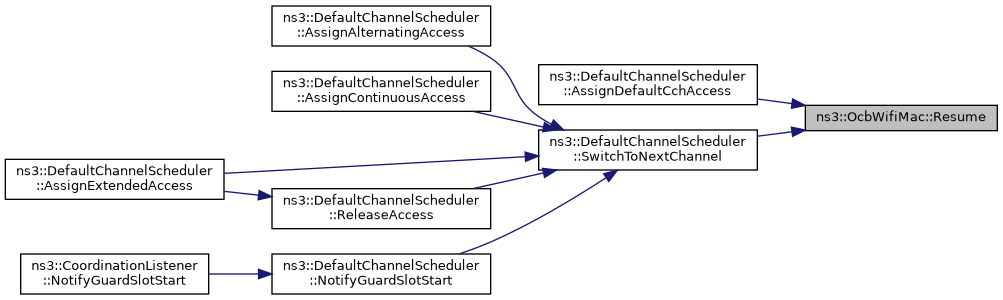 ns3::DefaultChannelScheduler
::AssignAlternatingAccess
ns3::DefaultChannelScheduler
::AssignContinuousAccess
ns3::DefaultChannelScheduler
::AssignDefaultCchAccess
ns3::OcbWifiMac::Resume
ns3::DefaultChannelScheduler
::SwitchToNextChannel
ns3::DefaultChannelScheduler
::AssignExtendedAccess
ns3::DefaultChannelScheduler
::ReleaseAccess
ns3::CoordinationListener
::NotifyGuardSlotStart
ns3::DefaultChannelScheduler
::NotifyGuardSlotStart